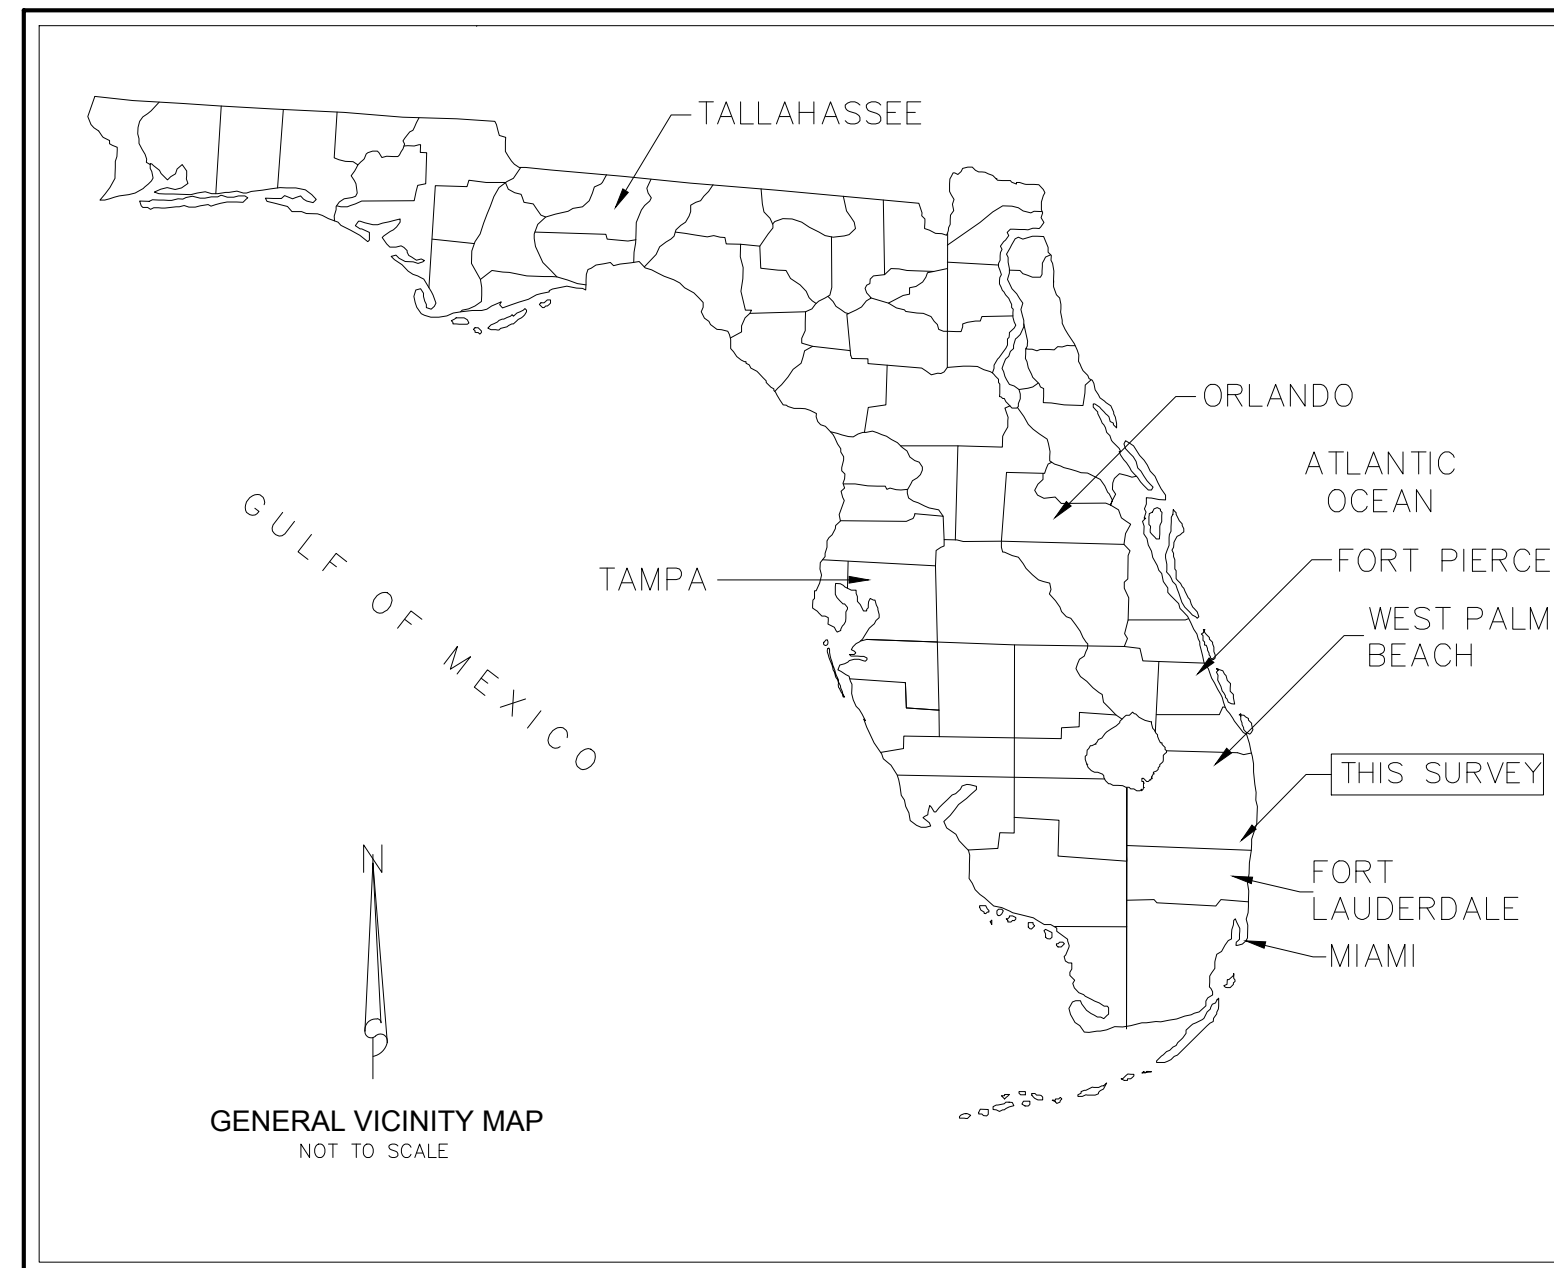 TALLAHASSEE
ORLANDO
ATLANTIC
OCEAN
GULF OF MEXICO
FORT PIERCE
TAMPA
WEST PALM
BEACH
THIS SURVEY
N
FORT
LAUDERDALE
MIAMI
GENERAL VICINITY MAP
NOT TO SCALE